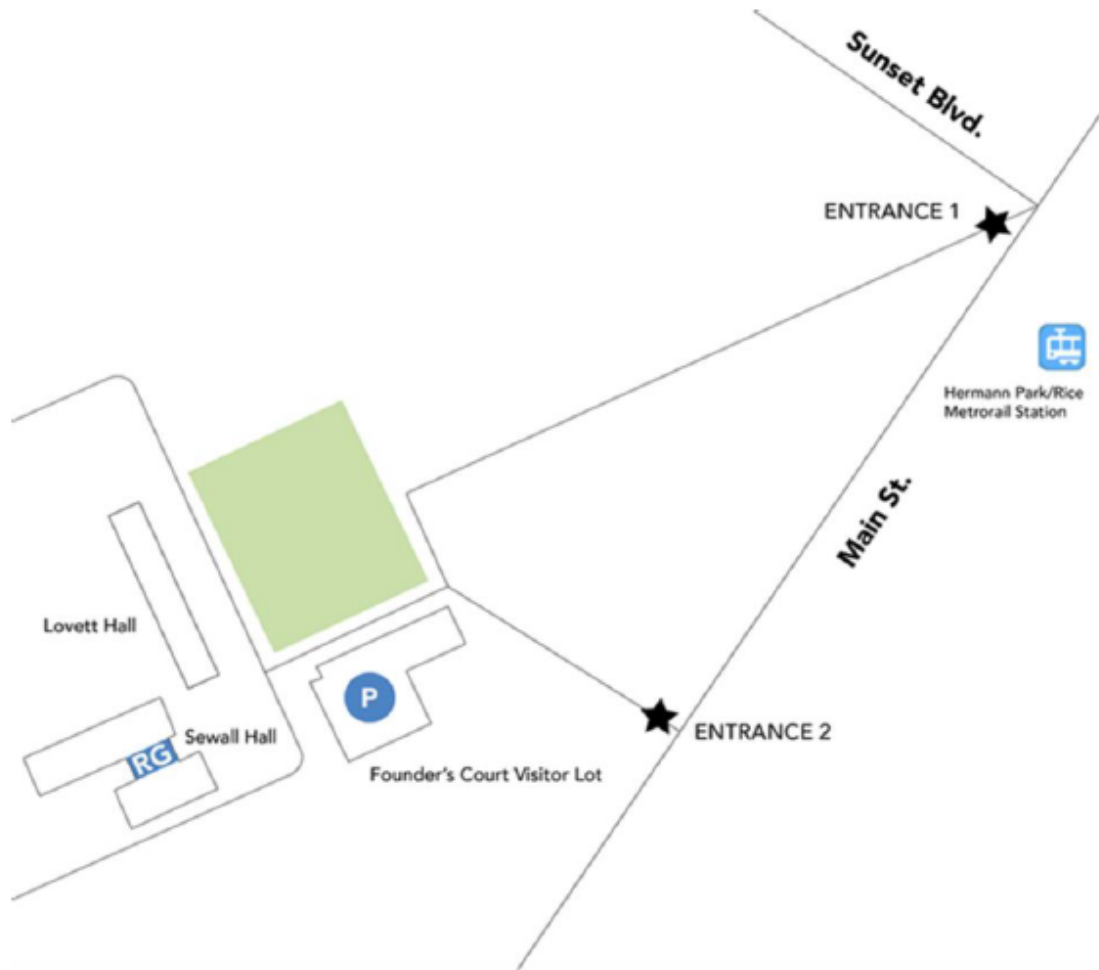 Sunset Blvd.
ENTRANCE 1
Hermann Park/Rice
Metrorail Station
Main St.
Lovett Hall
P
Sewall Hall
RG
ENTRANCE 2
Founder's Court Visitor Lot